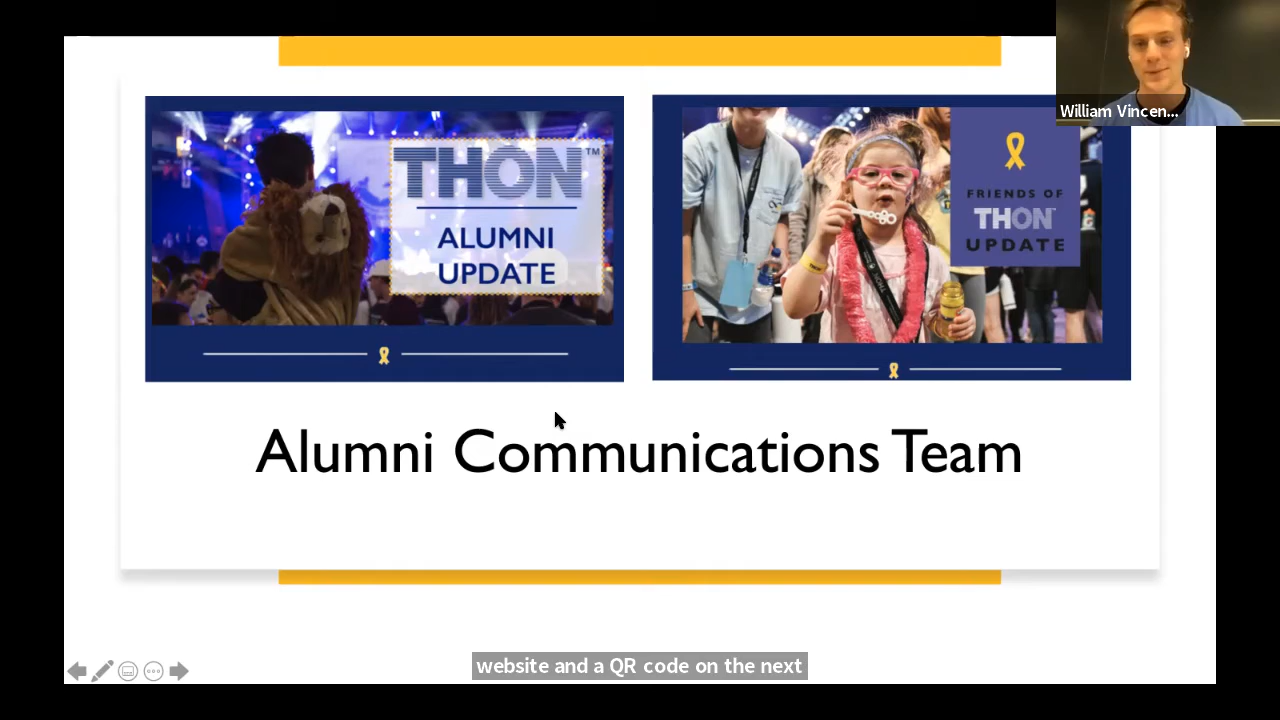 William Vincen...
THON™
ALUMNI
UPDATE
FRIENDS OF
THON
UPDATE
Alumni Communications Team
website and a QR code on the next